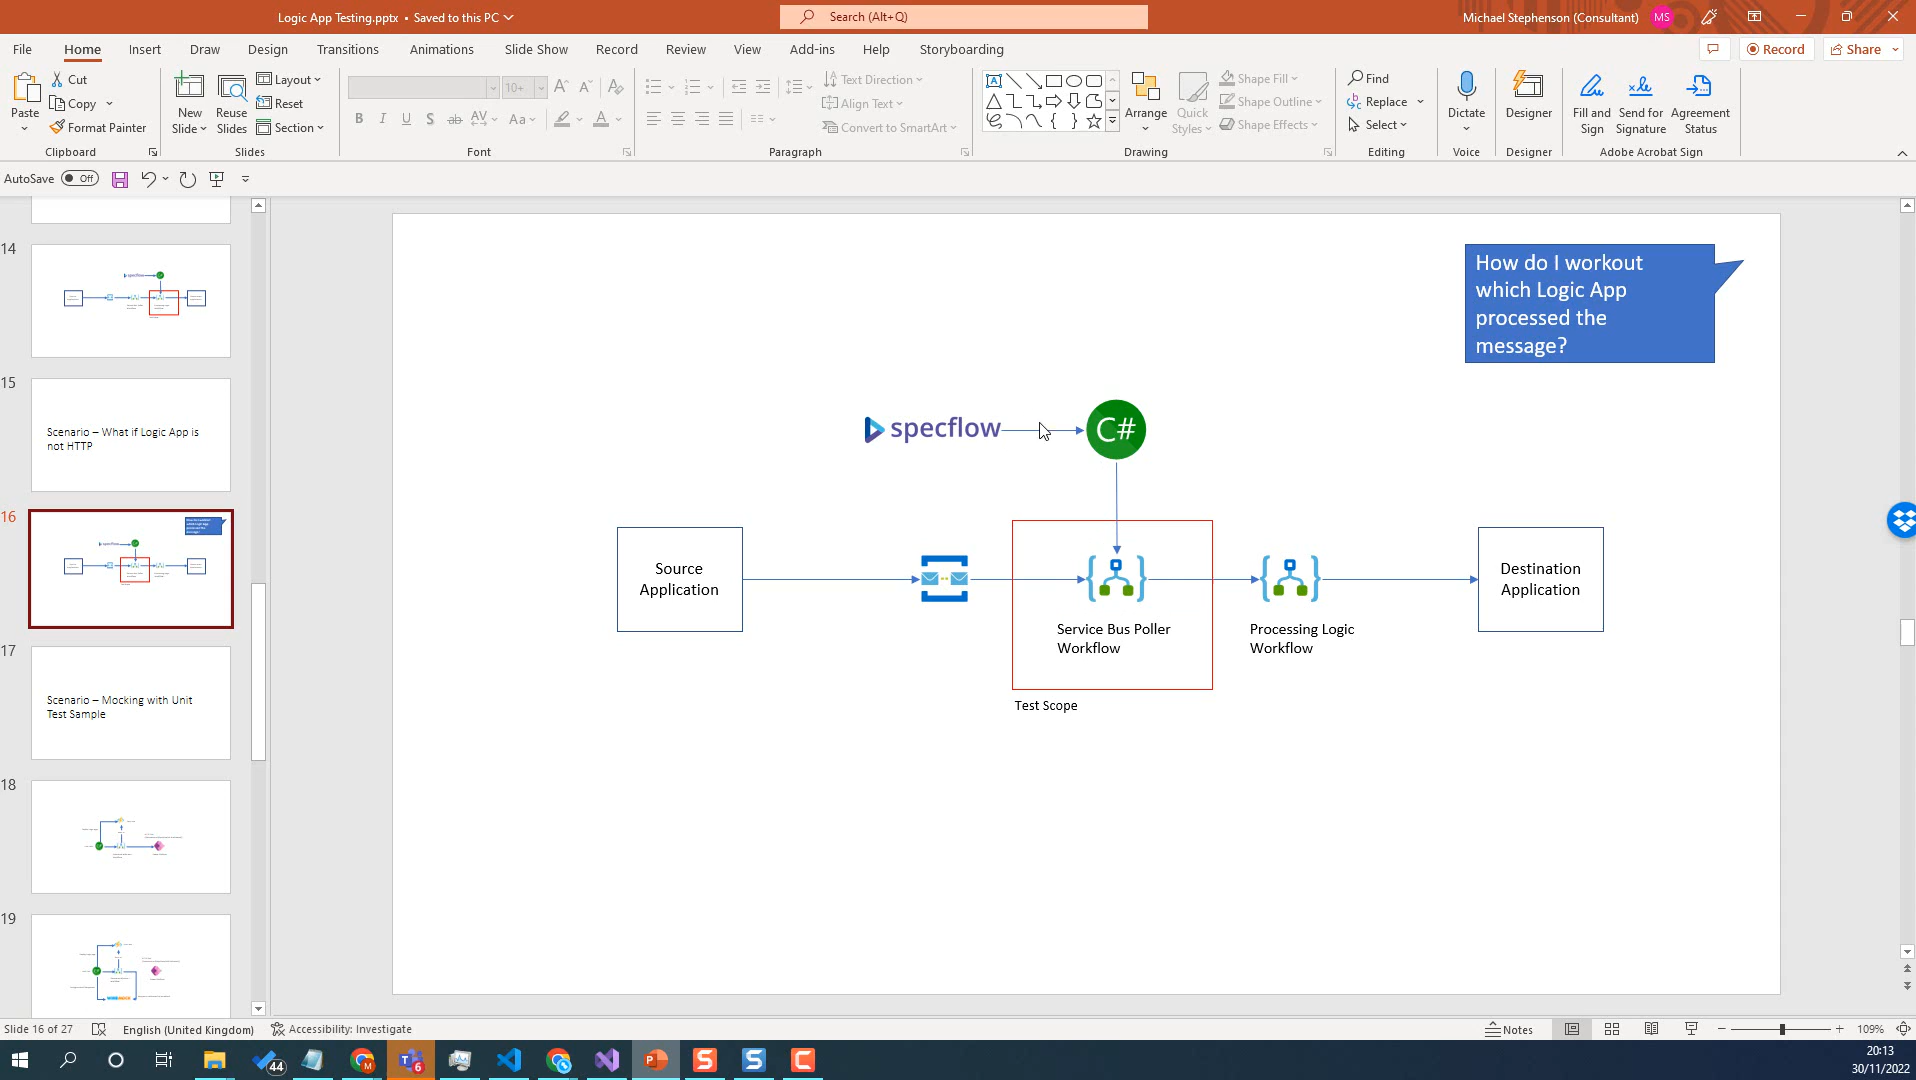 Logic App Testing.pptx • Saved to this PC
Search (Alt+Q)
Michael Stephenson (Consultant)
MS
File
Home
Insert
Draw
Design
Transitions
Animations
Slide Show
Record
Review
View
Add-ins
Help
Storyboarding
Record
Share
Paste
Cut
Copy
Format Painter
Clipboard
New
Slide
Reuse
Slides
Layout
Reset
Section
Slides
10+
B
I
U
S
ab
AV
Aa
A
Font
Text Direction
Align Text
Convert to SmartArt
Paragraph
Arrange
Quick
Styles
Shape Fill
Shape Outline
Shape Effects
Drawing
Find
Replace
Select
Editing
Dictate
Voice
Designer
Designer
Fill and
Sign
Send for
Signature
Agreement
Status
Adobe Acrobat Sign
AutoSave
Off
14
15
Scenario – What if Logic App is
not HTTP
16
17
Scenario – Mocking with Unit
Test Sample
18
19
How do I workout
which Logic App
processed the
message?
specflow
C#
Source
Application
Service Bus Poller
Workflow
Processing Logic
Workflow
Destination
Application
Test Scope
Slide 16 of 27
English (United Kingdom)
Accessibility: Investigate
Notes
109%
44
6
20:13
30/11/2022